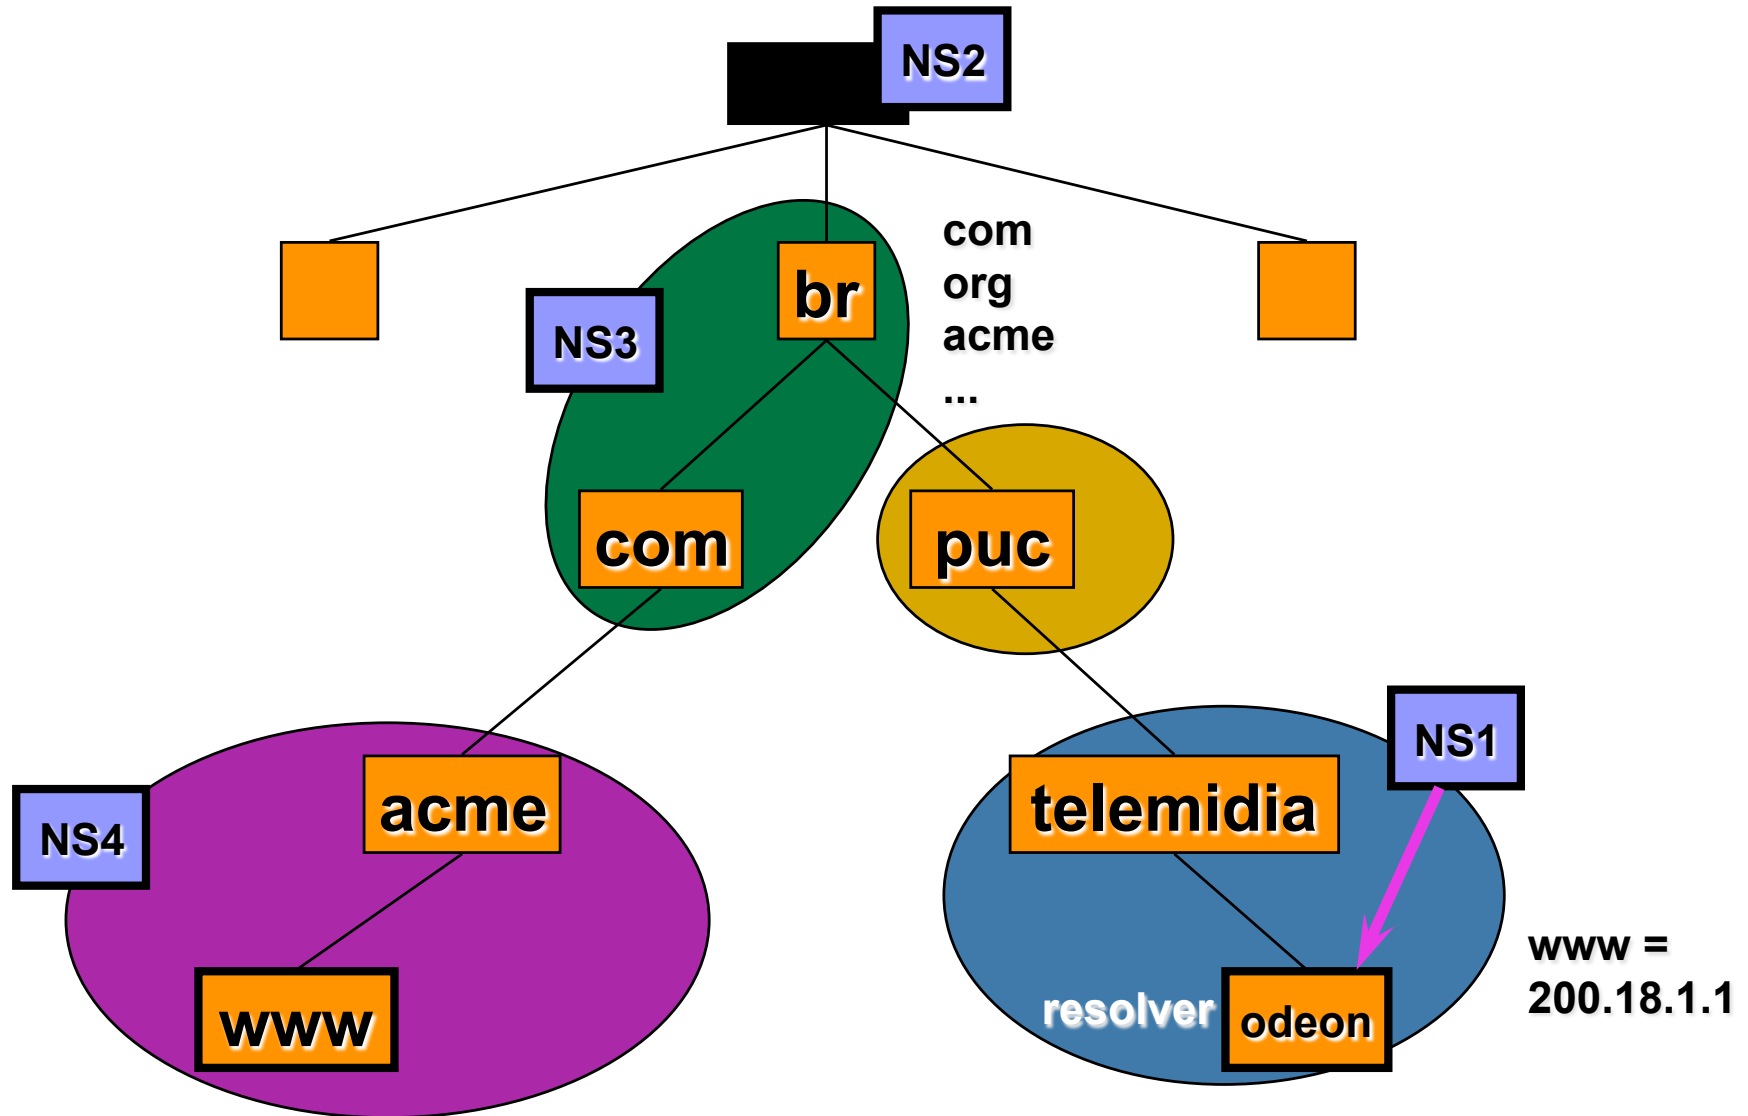 NS2
com
org
acme
...
br
NS3
com
puc
NS1
acme
telemidia
NS4
www =
200.18.1.1
resolver
odeon
www